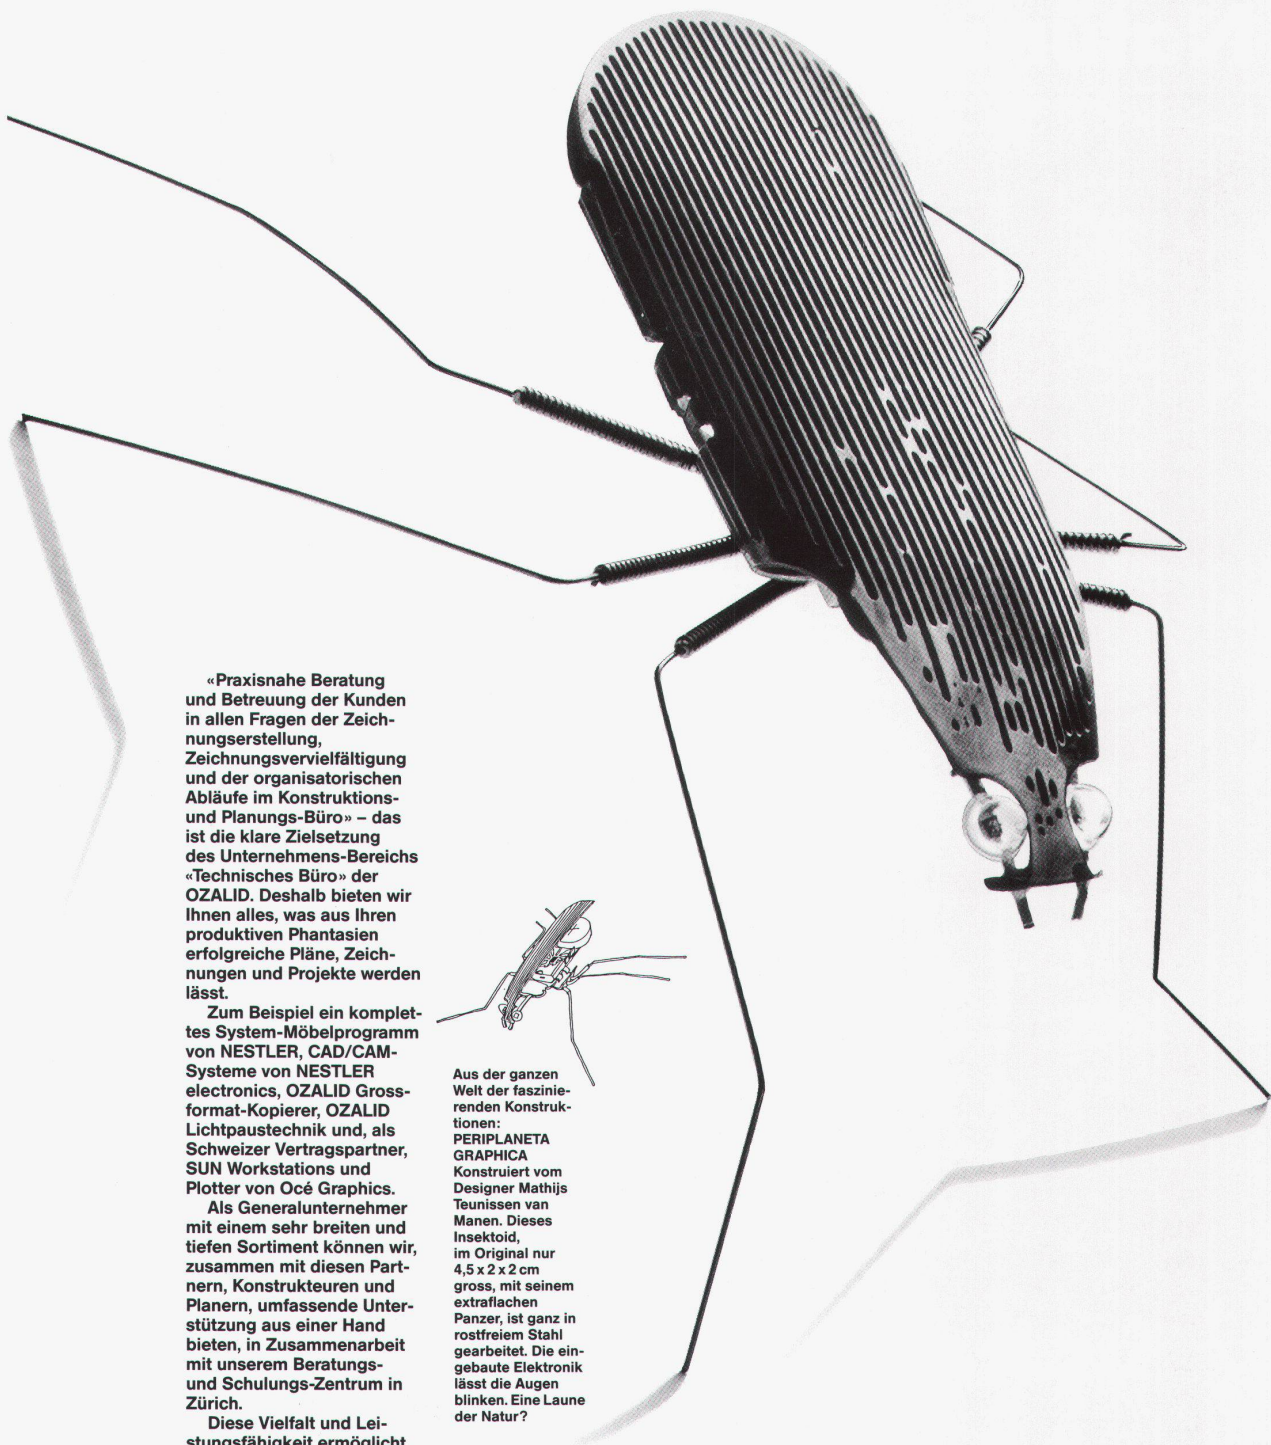 «Praxisnahe Beratung
und Betreuung der Kunden
in allen Fragen der Zeich-
nungserstellung,
Zeichnungsvervielfältigung
und der organisatorischen
Abläufe im Konstruktions-
und Planungs-Büro» – das
ist die klare Zielsetzung
des Unternehmens-Bereichs
«Technisches Büro» der
OZALID. Deshalb bieten wir
Ihnen alles, was aus Ihren
produktiven Phantasien
erfolgreiche Pläne, Zeich-
nungen und Projekte werden
lässt.
Zum Beispiel ein komplet-
tes System-Möbelprogramm
von NESTLER, CAD/CAM-
Systeme von NESTLER
electronics, OZALID Gross-
format-Kopierer, OZALID
Lichtpaustechnik und, als
Schweizer Vertragspartner,
SUN Workstations und
Plotter von Océ Graphics.
Als Generalunternehmer
mit einem sehr breiten und
tiefen Sortiment können wir,
zusammen mit diesen Part-
nern, Konstrukteuren und
Planern, umfassende Unter-
stützung aus einer Hand
bieten, in Zusammenarbeit
mit unserem Beratungs-
und Schulungs-Zentrum in
Zürich.
Diese Vielfalt und Lei-
stungsfähigkeit ermöglicht
Aus der ganzen
Welt der faszinie-
renden Konstruk-
tionen:
PERIPLANETA
GRAPHICA
Konstruiert vom
Designer Mathijs
Teunissen van
Manen. Dieses
Insektoid,
im Original nur
4,5 x 2 x 2 cm
gross, mit seinem
extraflachen
Panzer, ist ganz in
rostfreiem Stahl
gearbeitet. Die ein-
gebaute Elektronik
lässt die Augen
blinken. Eine Laune
der Natur?